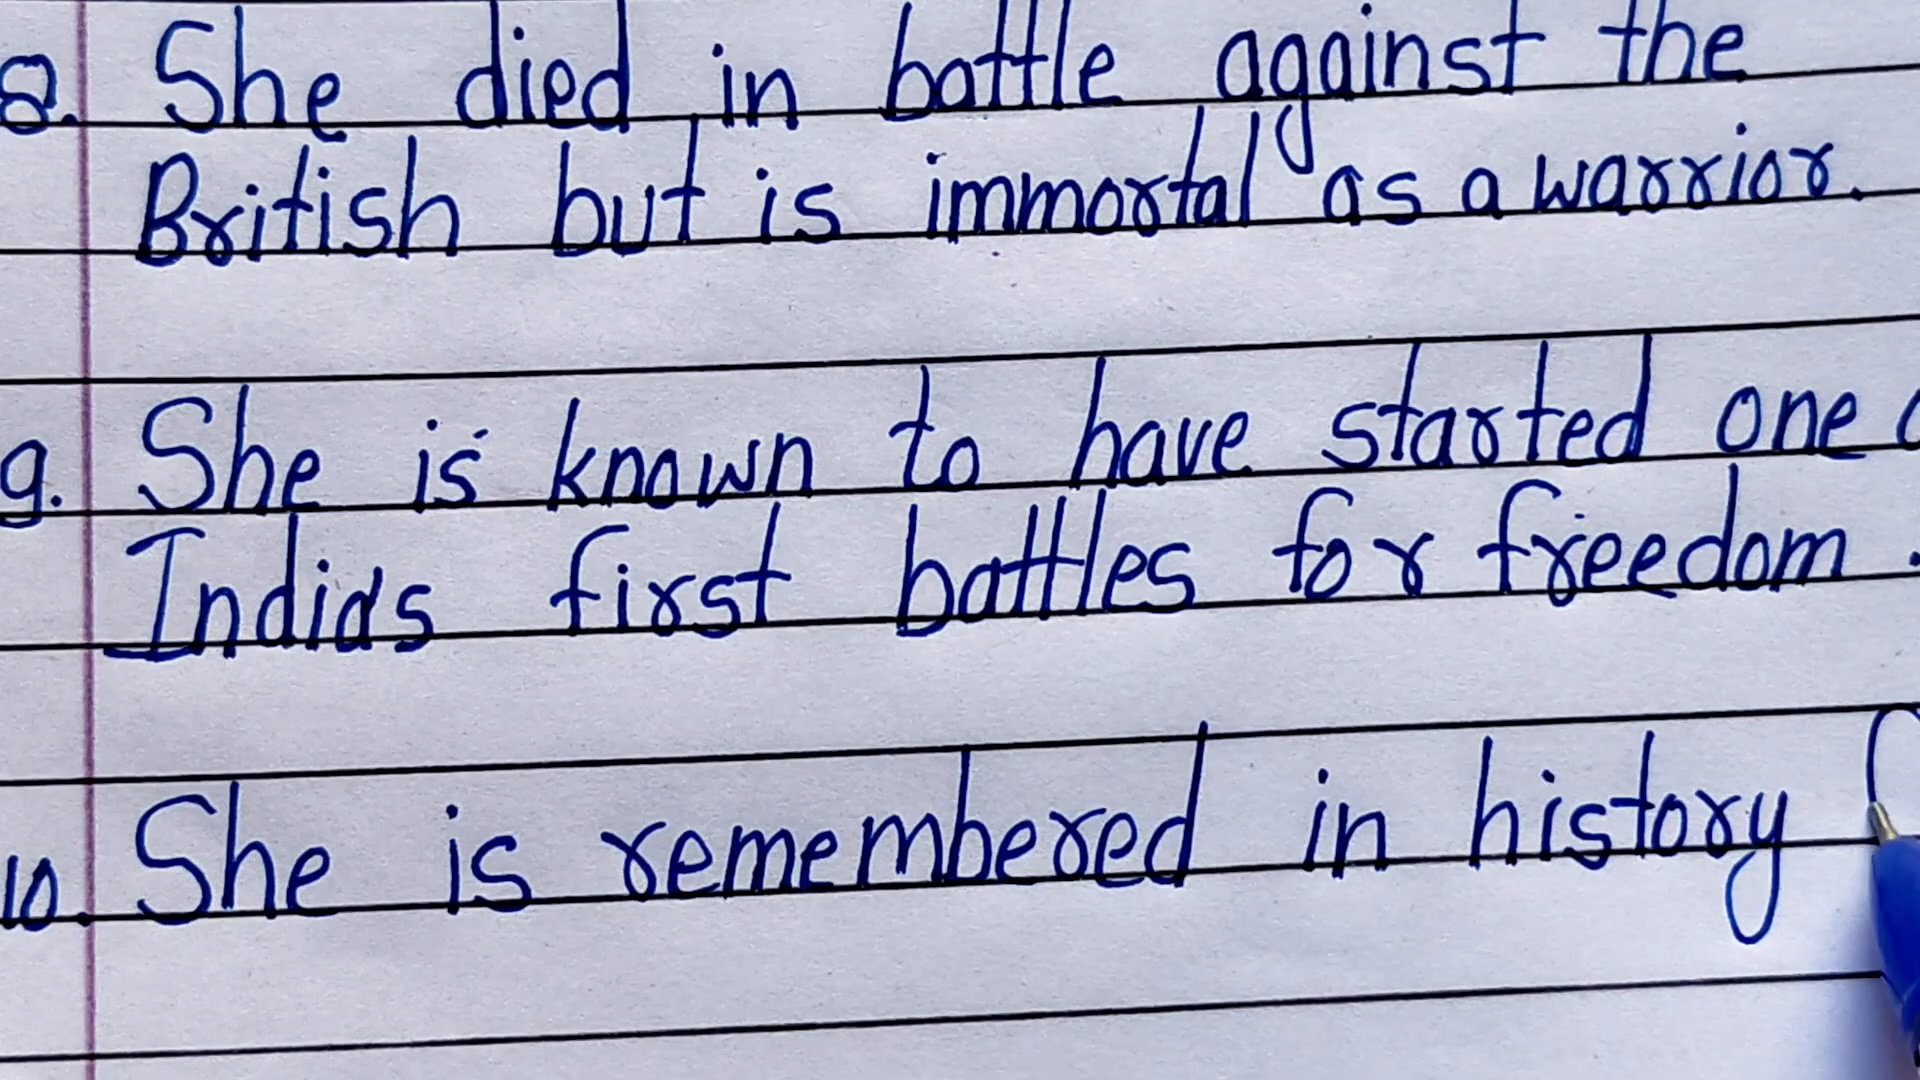 8. She died in battle against the
British but is immortal as a warrior.
9. She is known to have started one
India's first battles for freedom.
10. She is remembered in history